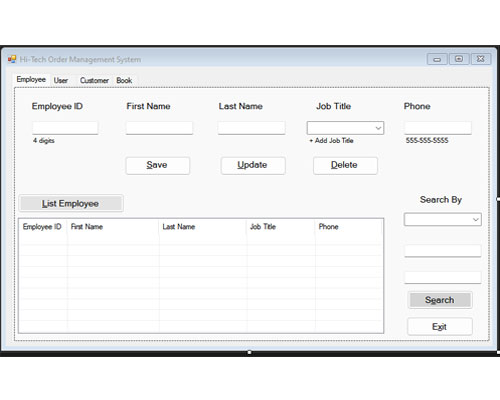 Hi-Tech Order Management System
Employee User Customer Book
Employee ID First Name Last Name Job Title Phone
4 digits + Add Job Title 555-555-5555
Save Update Delete
List Employee Search By
Employee ID First Name Last Name Job Title Phone
Search
Exit